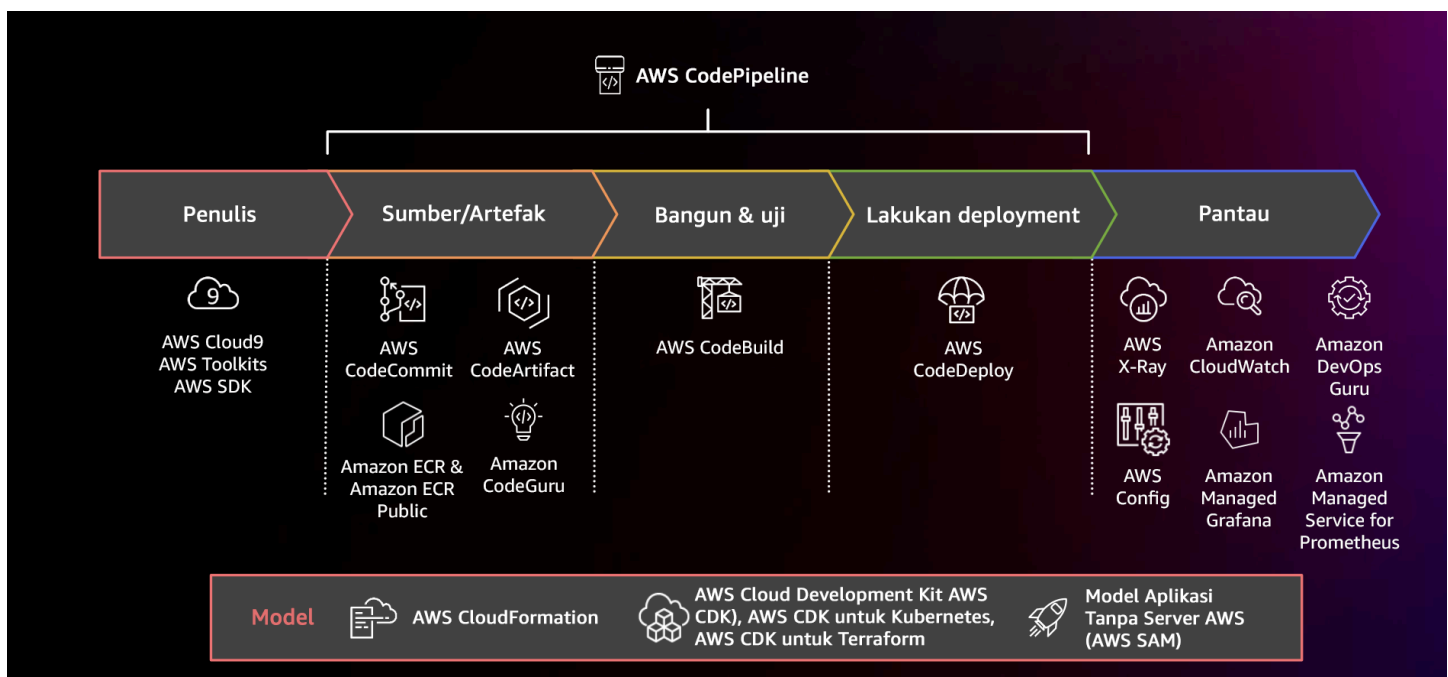 AWS CodePipeline
Penulis
Sumber/Artefak
Bangun & uji
Lakukan deployment
Pantau
9
AWS Cloud9
AWS Toolkits
AWS SDK
</>
AWS
CodeCommit
AWS
CodeArtifact
Amazon ECR &
Amazon ECR
Public
Amazon
CodeGuru
AWS CodeBuild
AWS
CodeDeploy
AWS
X-Ray
Amazon
CloudWatch
Amazon
DevOps
Guru
AWS
Config
Amazon
Managed
Grafana
Amazon
Managed
Service for
Prometheus
Model
AWS CloudFormation
AWS Cloud Development Kit AWS
CDK), AWS CDK untuk Kubernetes,
AWS CDK untuk Terraform
Model Aplikasi
Tanpa Server AWS
(AWS SAM)